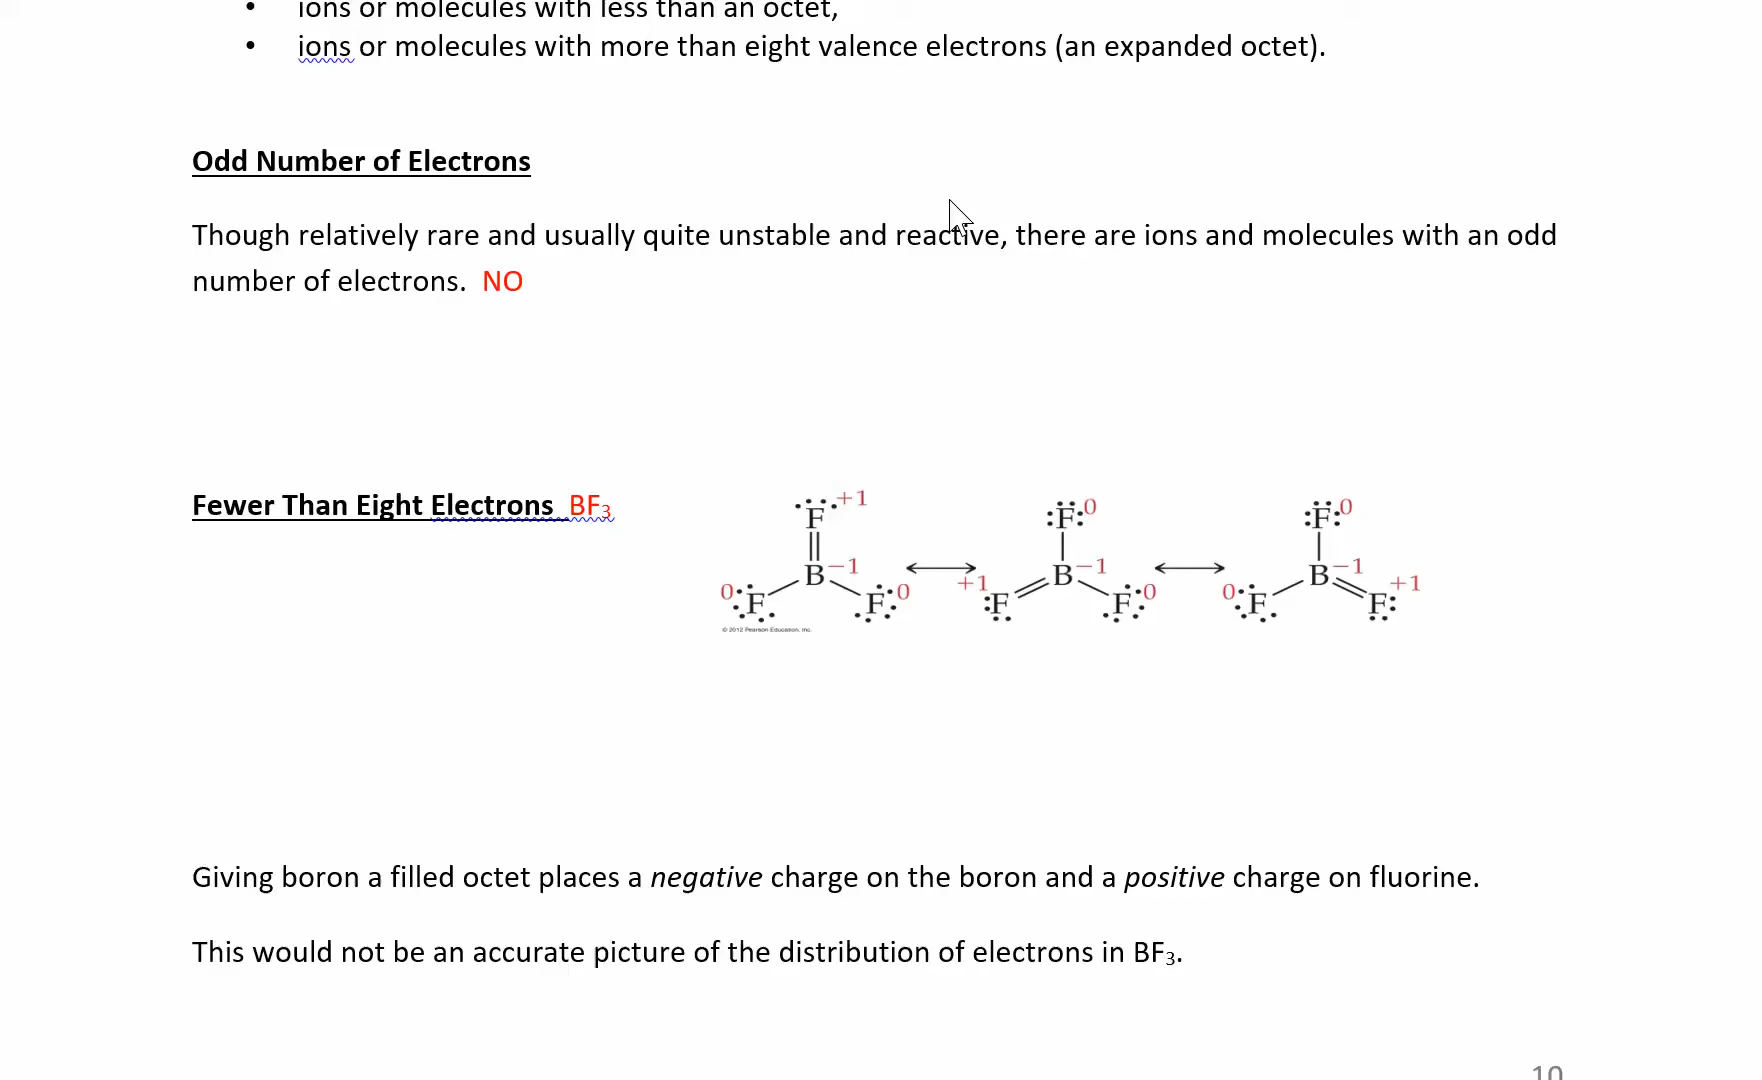 • ions or molecules with less than an octet,
• ions or molecules with more than eight valence electrons (an expanded octet).
Odd Number of Electrons
Though relatively rare and usually quite unstable and reactive, there are ions and molecules with an odd
number of electrons. NO
Fewer Than Eight Electrons BF₃
F +1
B −1
0 F
F 0
F 0
B −1
+1 F
F 0
F 0
B −1
0 F
F +1
© 2012 Pearson Education, Inc.
Giving boron a filled octet places a negative charge on the boron and a positive charge on fluorine.
This would not be an accurate picture of the distribution of electrons in BF₃.
10